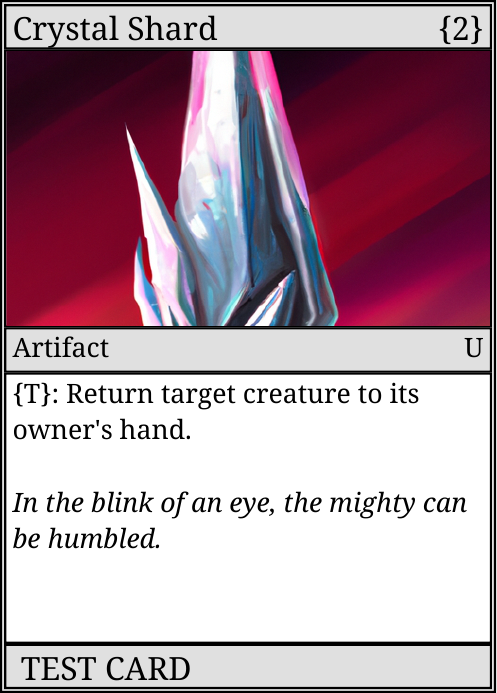 Crystal Shard {2}
Artifact U
{T}: Return target creature to its
owner's hand.
In the blink of an eye, the mighty can
be humbled.
TEST CARD